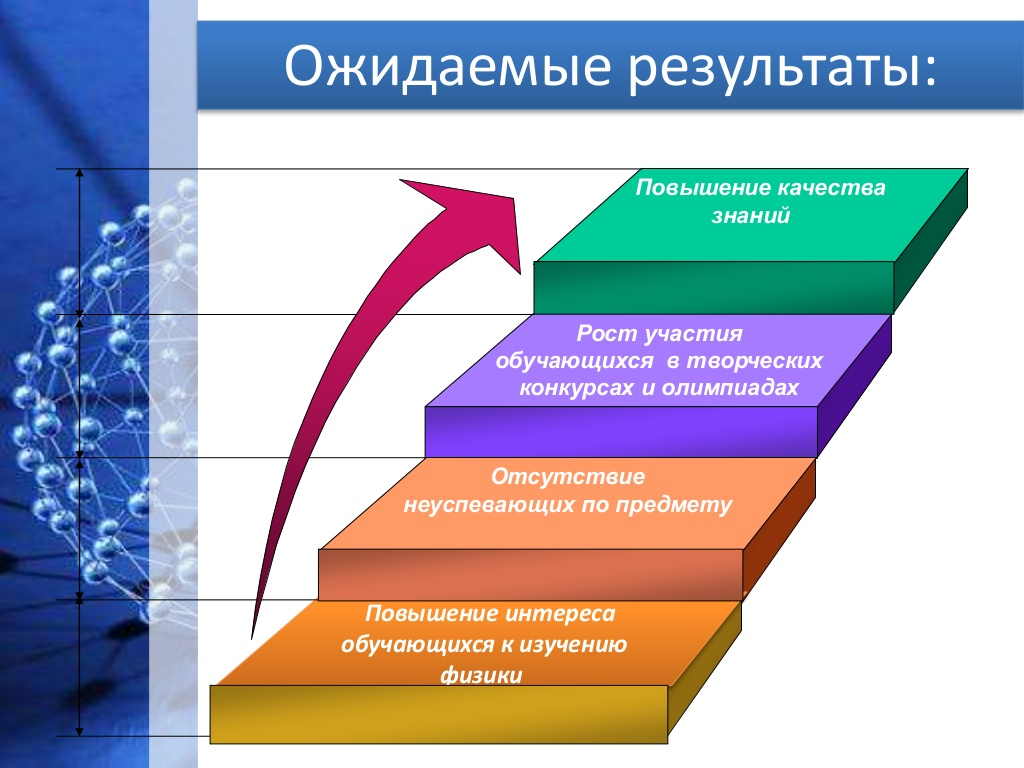 Ожидаемые результаты:
Повышение качества
знаний
Рост участия
обучающихся в творческих
конкурсах и олимпиадах
Отсутствие
неуспевающих по предмету
Повышение интереса
обучающихся к изучению
физики